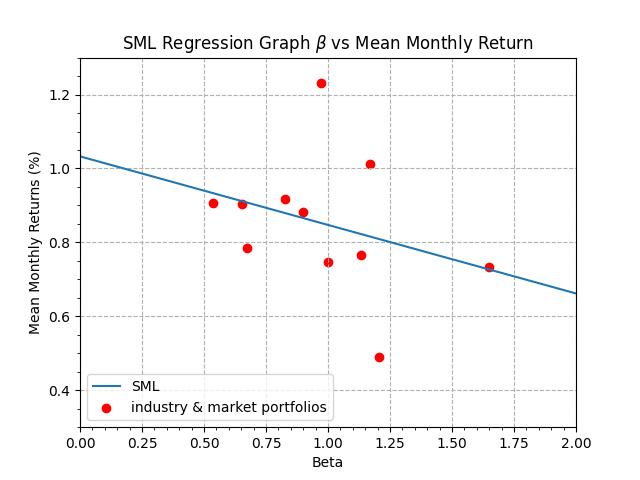 SML Regression Graph β vs Mean Monthly Return
Mean Monthly Returns (%)
1.2
1.0
0.8
0.6
0.4
SML
industry & market portfolios
0.00 0.25 0.50 0.75 1.00 1.25 1.50 1.75 2.00
Beta